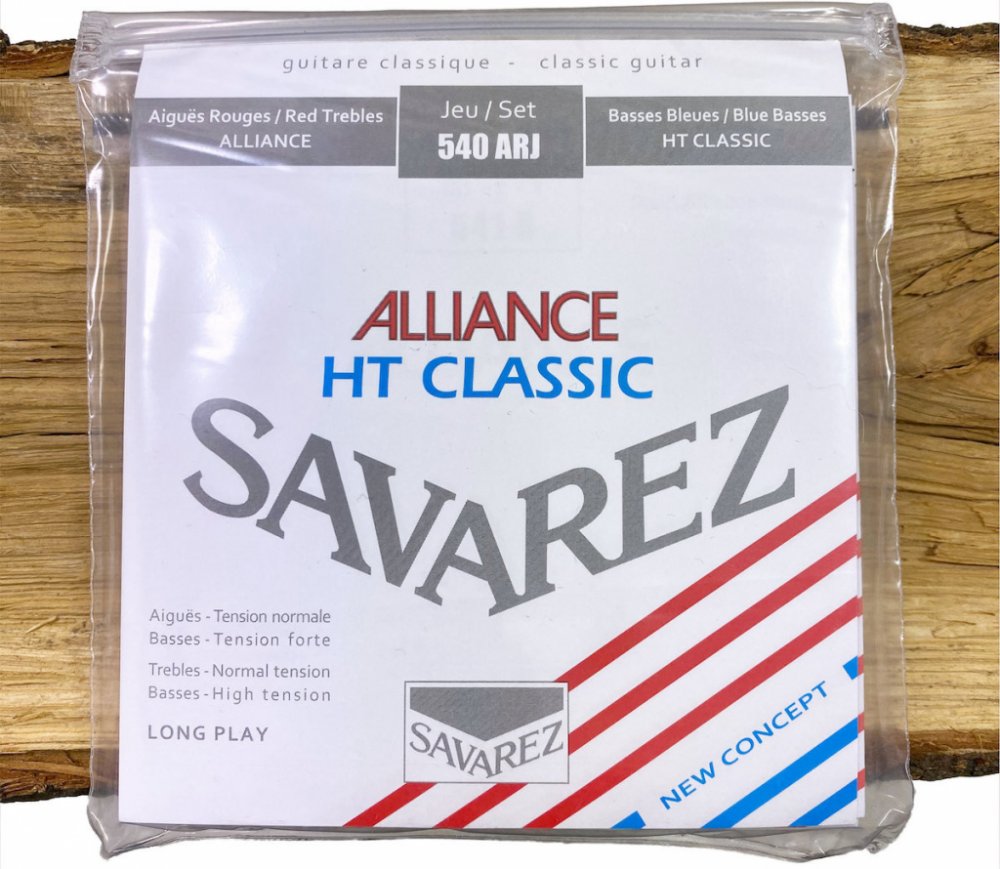 guitare classique - classic guitar
Aiguës Rouges / Red Trebles
ALLIANCE
Jeu / Set
540 ARJ
Basses Bleues / Blue Basses
HT CLASSIC
ALLIANCE
HT CLASSIC
SAVAREZ
Aiguës - Tension normale
Basses - Tension forte
Trebles - Normal tension
Basses - High tension
LONG PLAY
SAVAREZ
NEW CONCEPT